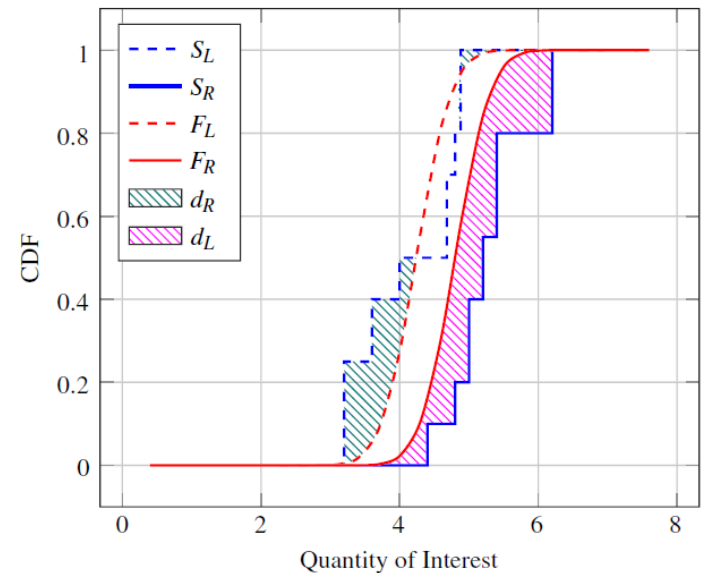 S_L
S_R
F_L
F_R
d_R
d_L
CDF
1
0.8
0.6
0.4
0.2
0
0 2 4 6 8
Quantity of Interest